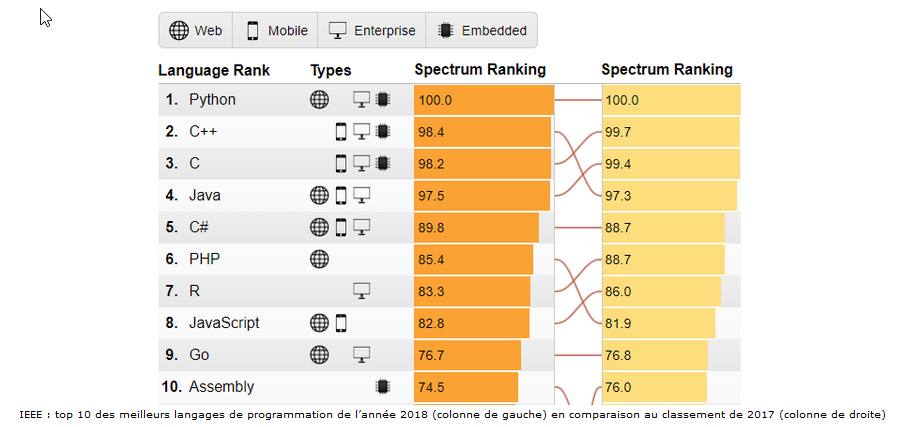 Web Mobile Enterprise Embedded
Language Rank Types Spectrum Ranking Spectrum Ranking
1. Python 100.0 100.0
2. C++ 98.4 99.7
3. C 98.2 99.4
4. Java 97.5 97.3
5. C# 89.8 88.7
6. PHP 85.4 88.7
7. R 83.3 86.0
8. JavaScript 82.8 81.9
9. Go 76.7 76.8
10. Assembly 74.5 76.0
IEEE : top 10 des meilleurs langages de programmation de l’année 2018 (colonne de gauche) en comparaison au classement de 2017 (colonne de droite)